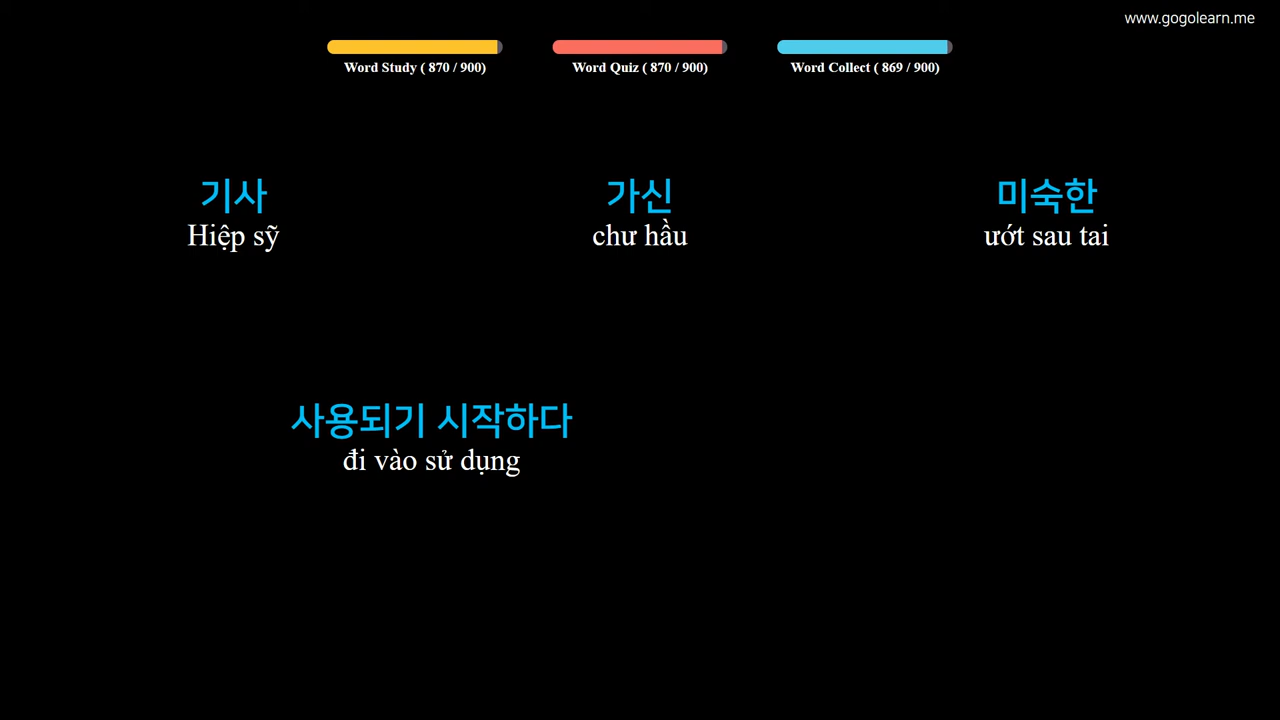 www.gogolearn.me
Word Study ( 870 / 900)
Word Quiz ( 870 / 900)
Word Collect ( 869 / 900)
기사
Hiệp sỹ
가신
chư hầu
미숙한
ướt sau tai
사용되기 시작하다
đi vào sử dụng